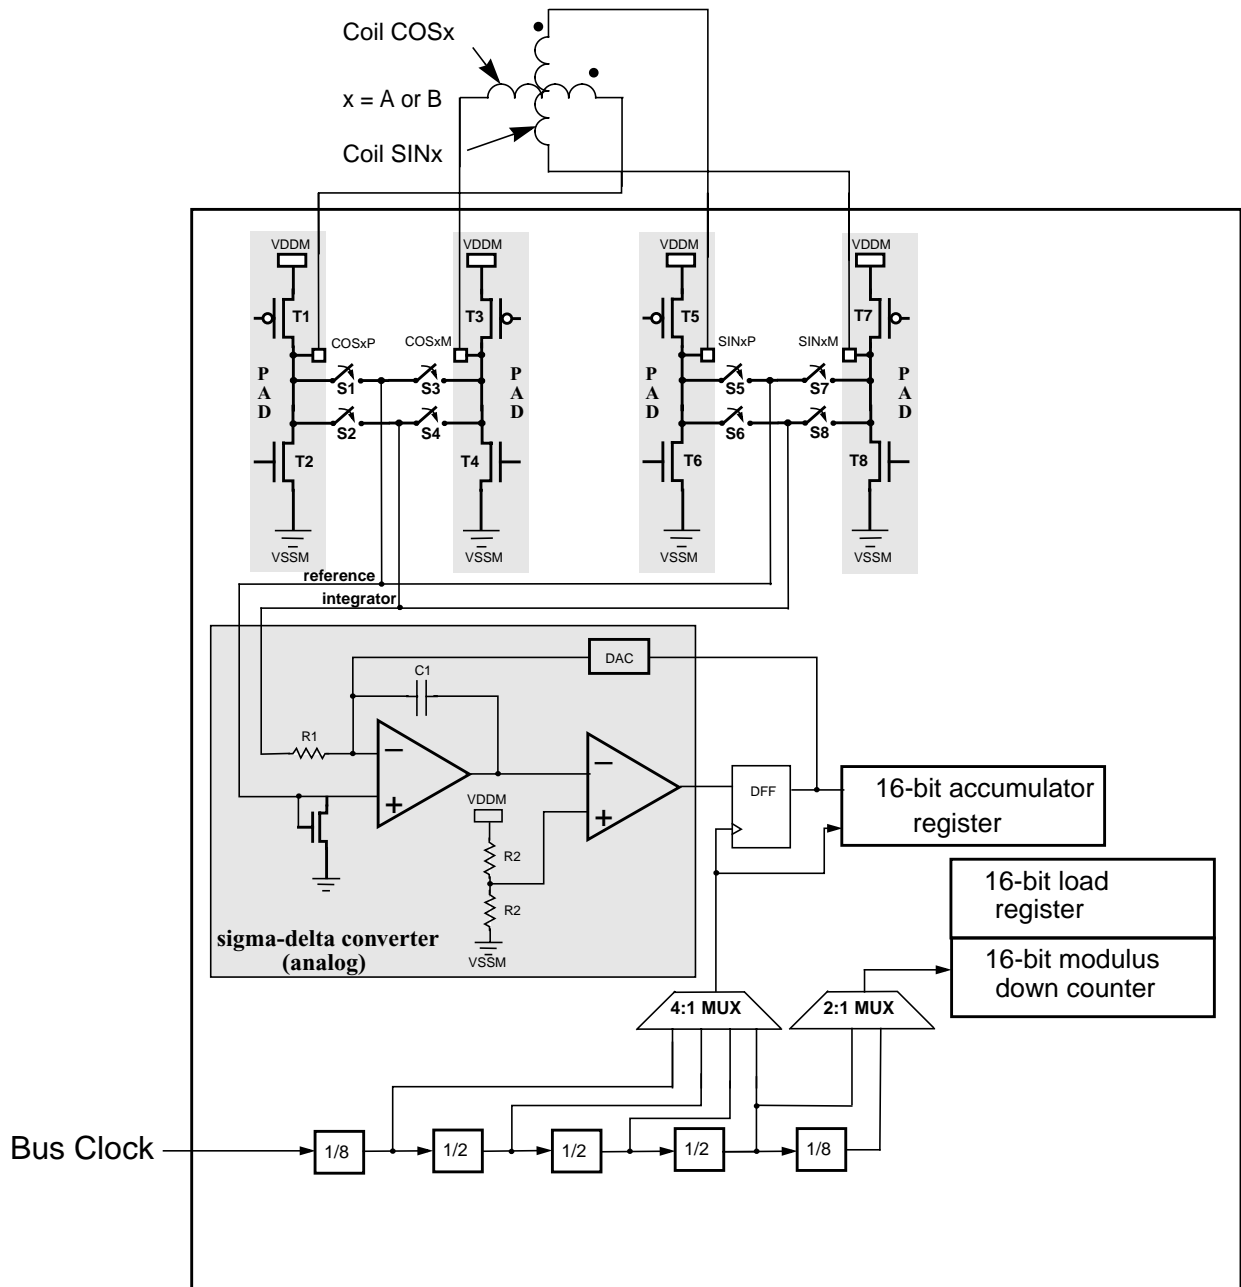 Coil COSx
x = A or B
Coil SINx
VDDM
VDDM
VDDM
VDDM
T1
T3
T5
T7
COSxP
COSxM
SINxP
SINxM
P
A
D
P
A
D
P
A
D
P
A
D
S1
S3
S5
S7
S2
S4
S6
S8
T2
T4
T6
T8
VSSM
VSSM
VSSM
VSSM
reference
integrator
DAC
C1
R1
DFF
16-bit accumulator
register
VDDM
R2
R2
VSSM
sigma-delta converter
(analog)
16-bit load
register
16-bit modulus
down counter
4:1 MUX
2:1 MUX
Bus Clock
1/8
1/2
1/2
1/2
1/8